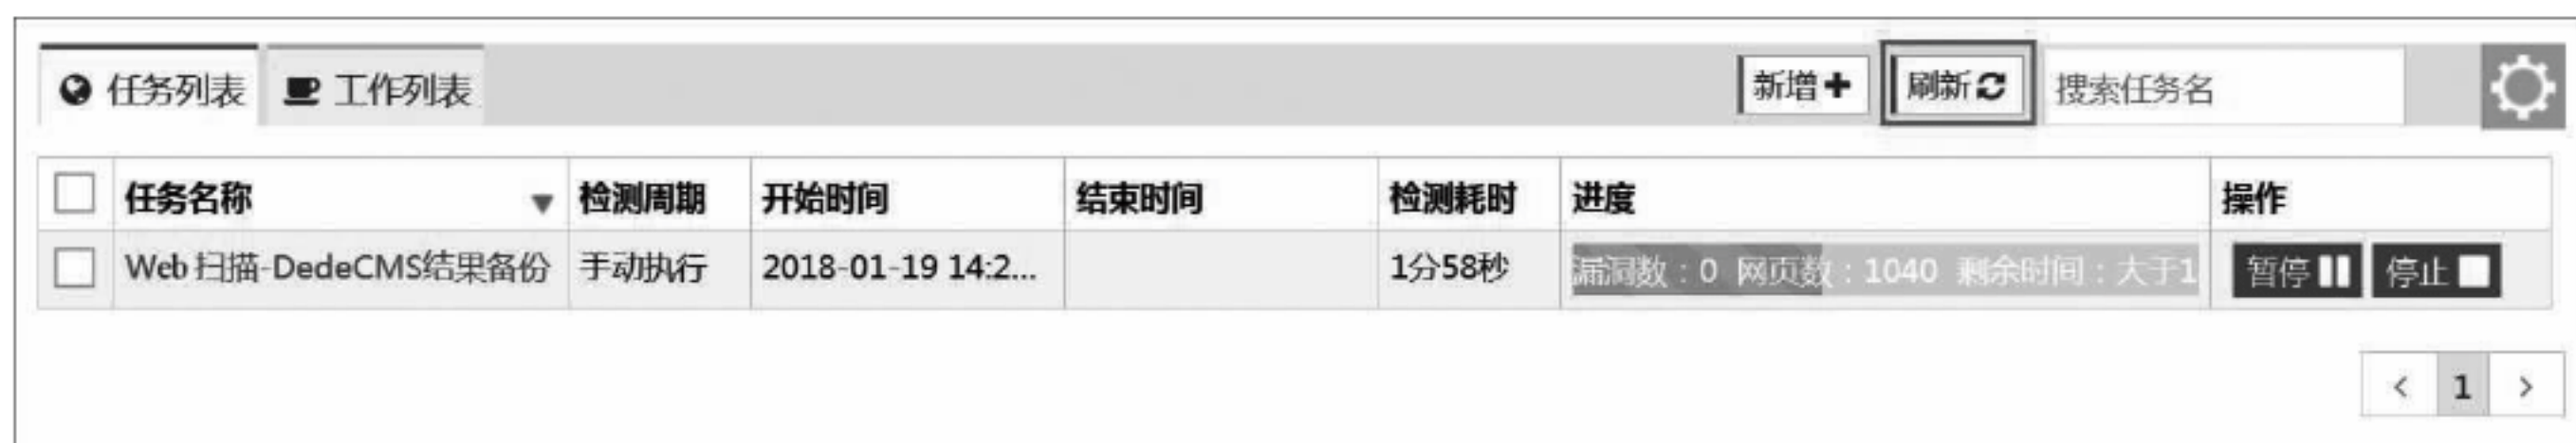 任务列表 工作列表 新增 刷新 搜索任务名
任务名称 检测周期 开始时间 结束时间 检测耗时 进度 操作
Web 扫描-DedeCMS结果备份 手动执行 2018-01-19 14:2... 1分58秒 漏洞数：0 网页数：1040 剩余时间：大于1 暂停 停止
< 1 >